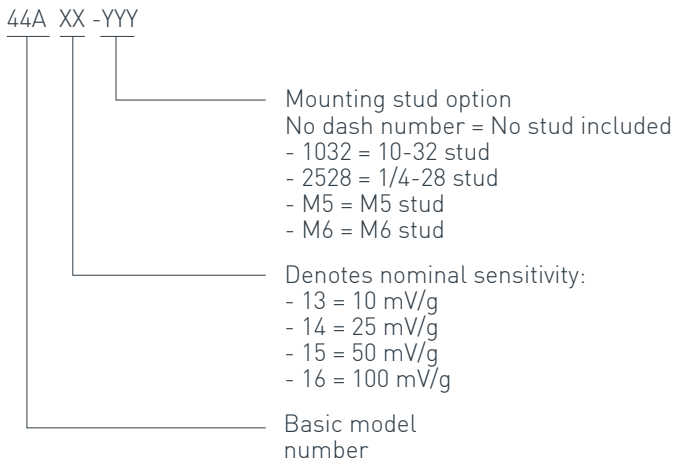 44A XX -YYY
Mounting stud option
No dash number = No stud included
- 1032 = 10-32 stud
- 2528 = 1/4-28 stud
- M5 = M5 stud
- M6 = M6 stud
Denotes nominal sensitivity:
- 13 = 10 mV/g
- 14 = 25 mV/g
- 15 = 50 mV/g
- 16 = 100 mV/g
Basic model
number